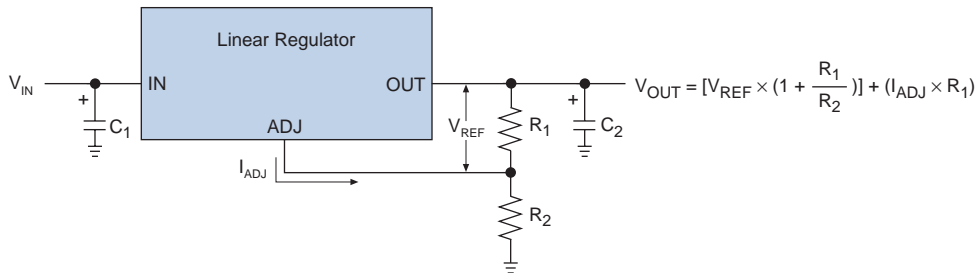 Linear Regulator
V_IN
IN
OUT
V_OUT = [V_REF × (1 + R_1/R_2)] + (I_ADJ × R_1)
+
C_1
ADJ
V_REF
R_1
+
C_2
I_ADJ
R_2